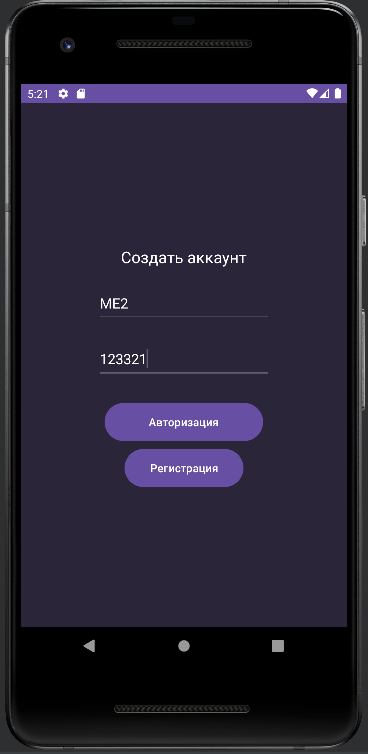 5:21
Создать аккаунт
ME2
123321
Авторизация
Регистрация